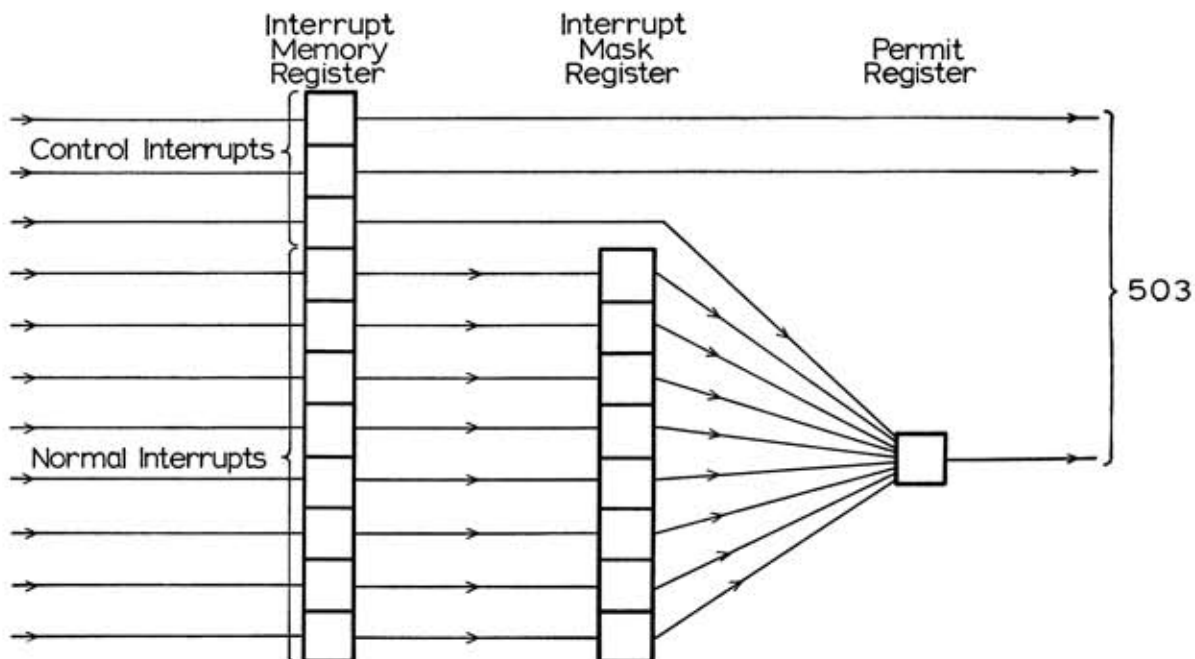 Interrupt
Memory
Register
Interrupt
Mask
Register
Permit
Register
Control Interrupts
503
Normal Interrupts